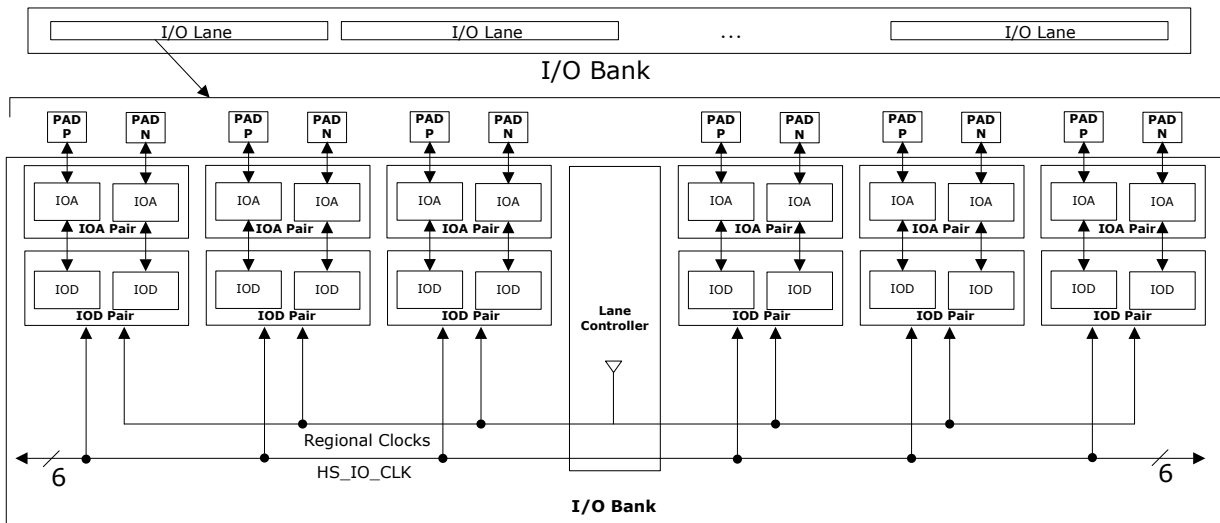 I/O Lane
I/O Lane
...
I/O Lane
I/O Bank
PAD P
PAD N
PAD P
PAD N
PAD P
PAD N
PAD P
PAD N
PAD P
PAD N
PAD P
PAD N
IOA
IOA
IOA
IOA
IOA
IOA
IOA
IOA
IOA
IOA
IOA
IOA
IOA Pair
IOA Pair
IOA Pair
IOA Pair
IOA Pair
IOA Pair
IOD
IOD
IOD
IOD
IOD
IOD
IOD
IOD
IOD
IOD
IOD
IOD
IOD Pair
IOD Pair
IOD Pair
IOD Pair
IOD Pair
IOD Pair
Lane
Controller
Regional Clocks
6
HS_IO_CLK
6
I/O Bank